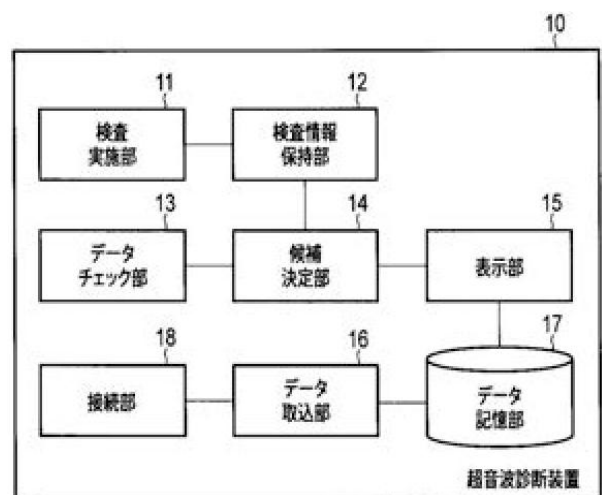 10
11
検査
実施部
12
検査情報
保持部
13
データ
チェック部
14
候補
決定部
15
表示部
18
接続部
16
データ
取込部
17
データ
記憶部
超音波診断装置